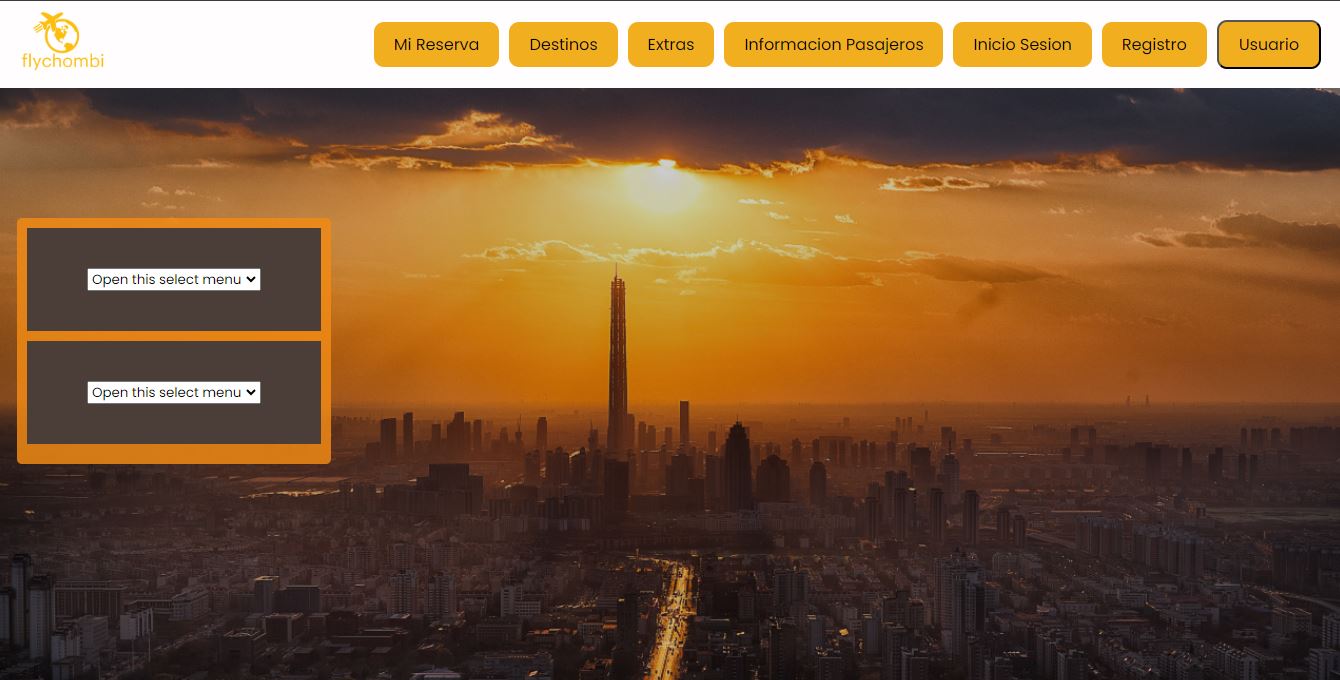 flychombi
Mi Reserva
Destinos
Extras
Informacion Pasajeros
Inicio Sesion
Registro
Usuario
Open this select menu
Open this select menu